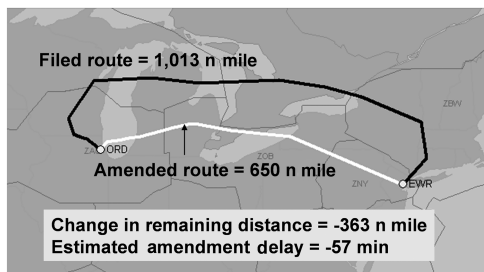 Filed route = 1,013 n mile
ZBW
ORD
ZOB
Amended route = 650 n mile
ZNY
EWR
Change in remaining distance = -363 n mile
Estimated amendment delay = -57 min